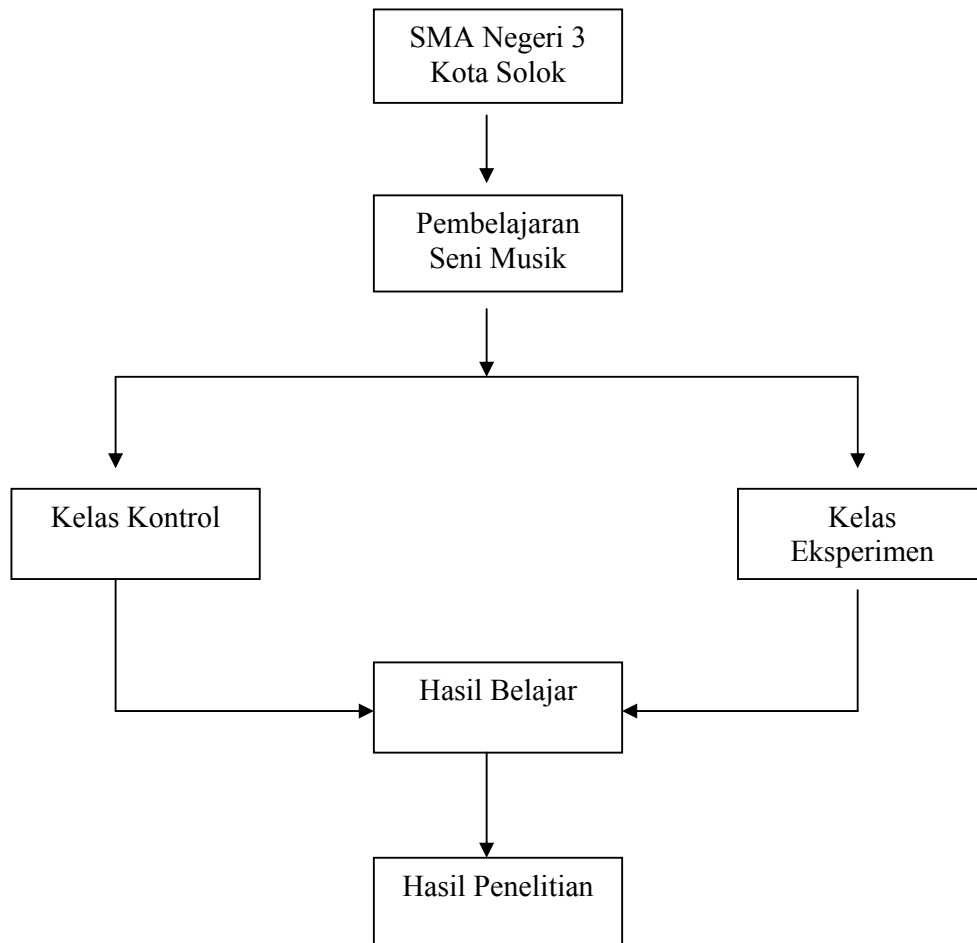 SMA Negeri 3
Kota Solok
Pembelajaran
Seni Musik
Kelas Kontrol
Kelas
Eksperimen
Hasil Belajar
Hasil Penelitian